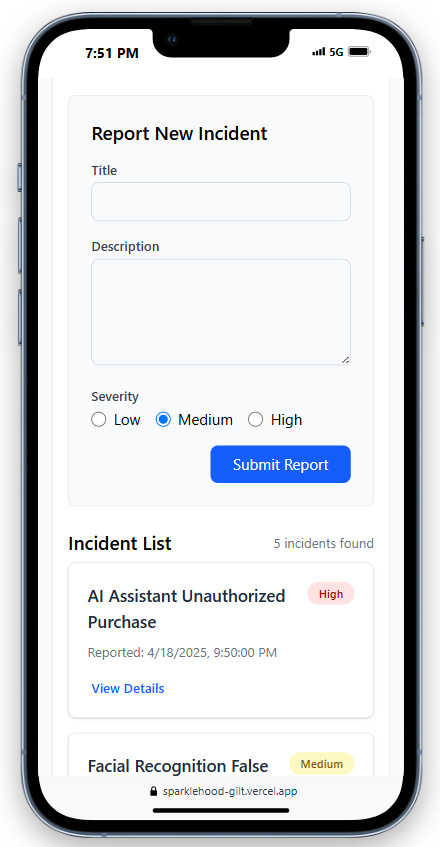 7:51 PM
5G
Report New Incident
Title
Description
Severity
Low Medium High
Submit Report
Incident List 5 incidents found
AI Assistant Unauthorized
Purchase
High
Reported: 4/18/2025, 9:50:00 PM
View Details
Facial Recognition False
Medium
sparklehood-gilt.vercel.app